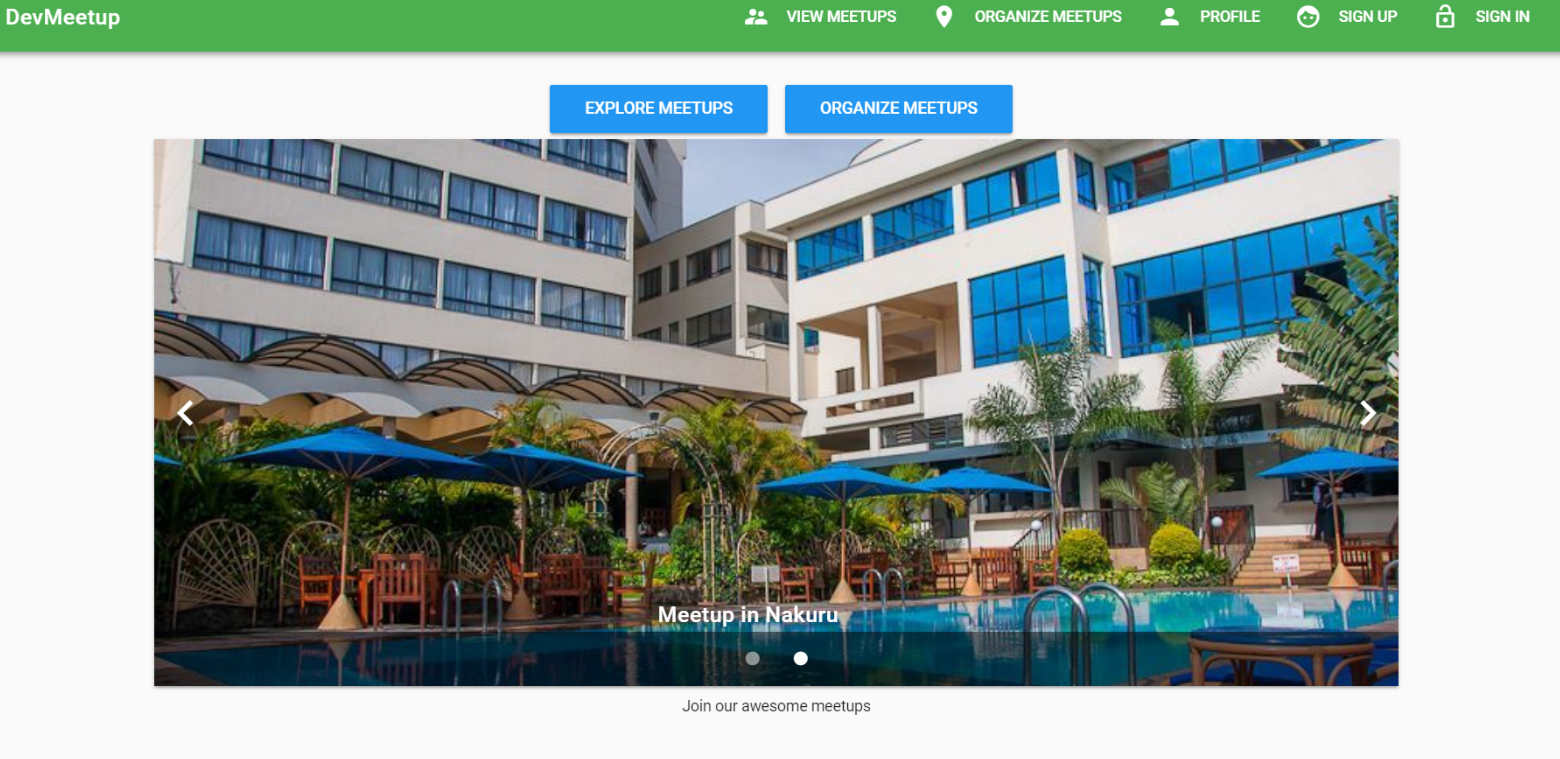 DevMeetup
VIEW MEETUPS
ORGANIZE MEETUPS
PROFILE
SIGN UP
SIGN IN
EXPLORE MEETUPS
ORGANIZE MEETUPS
Meetup in Nakuru
Join our awesome meetups